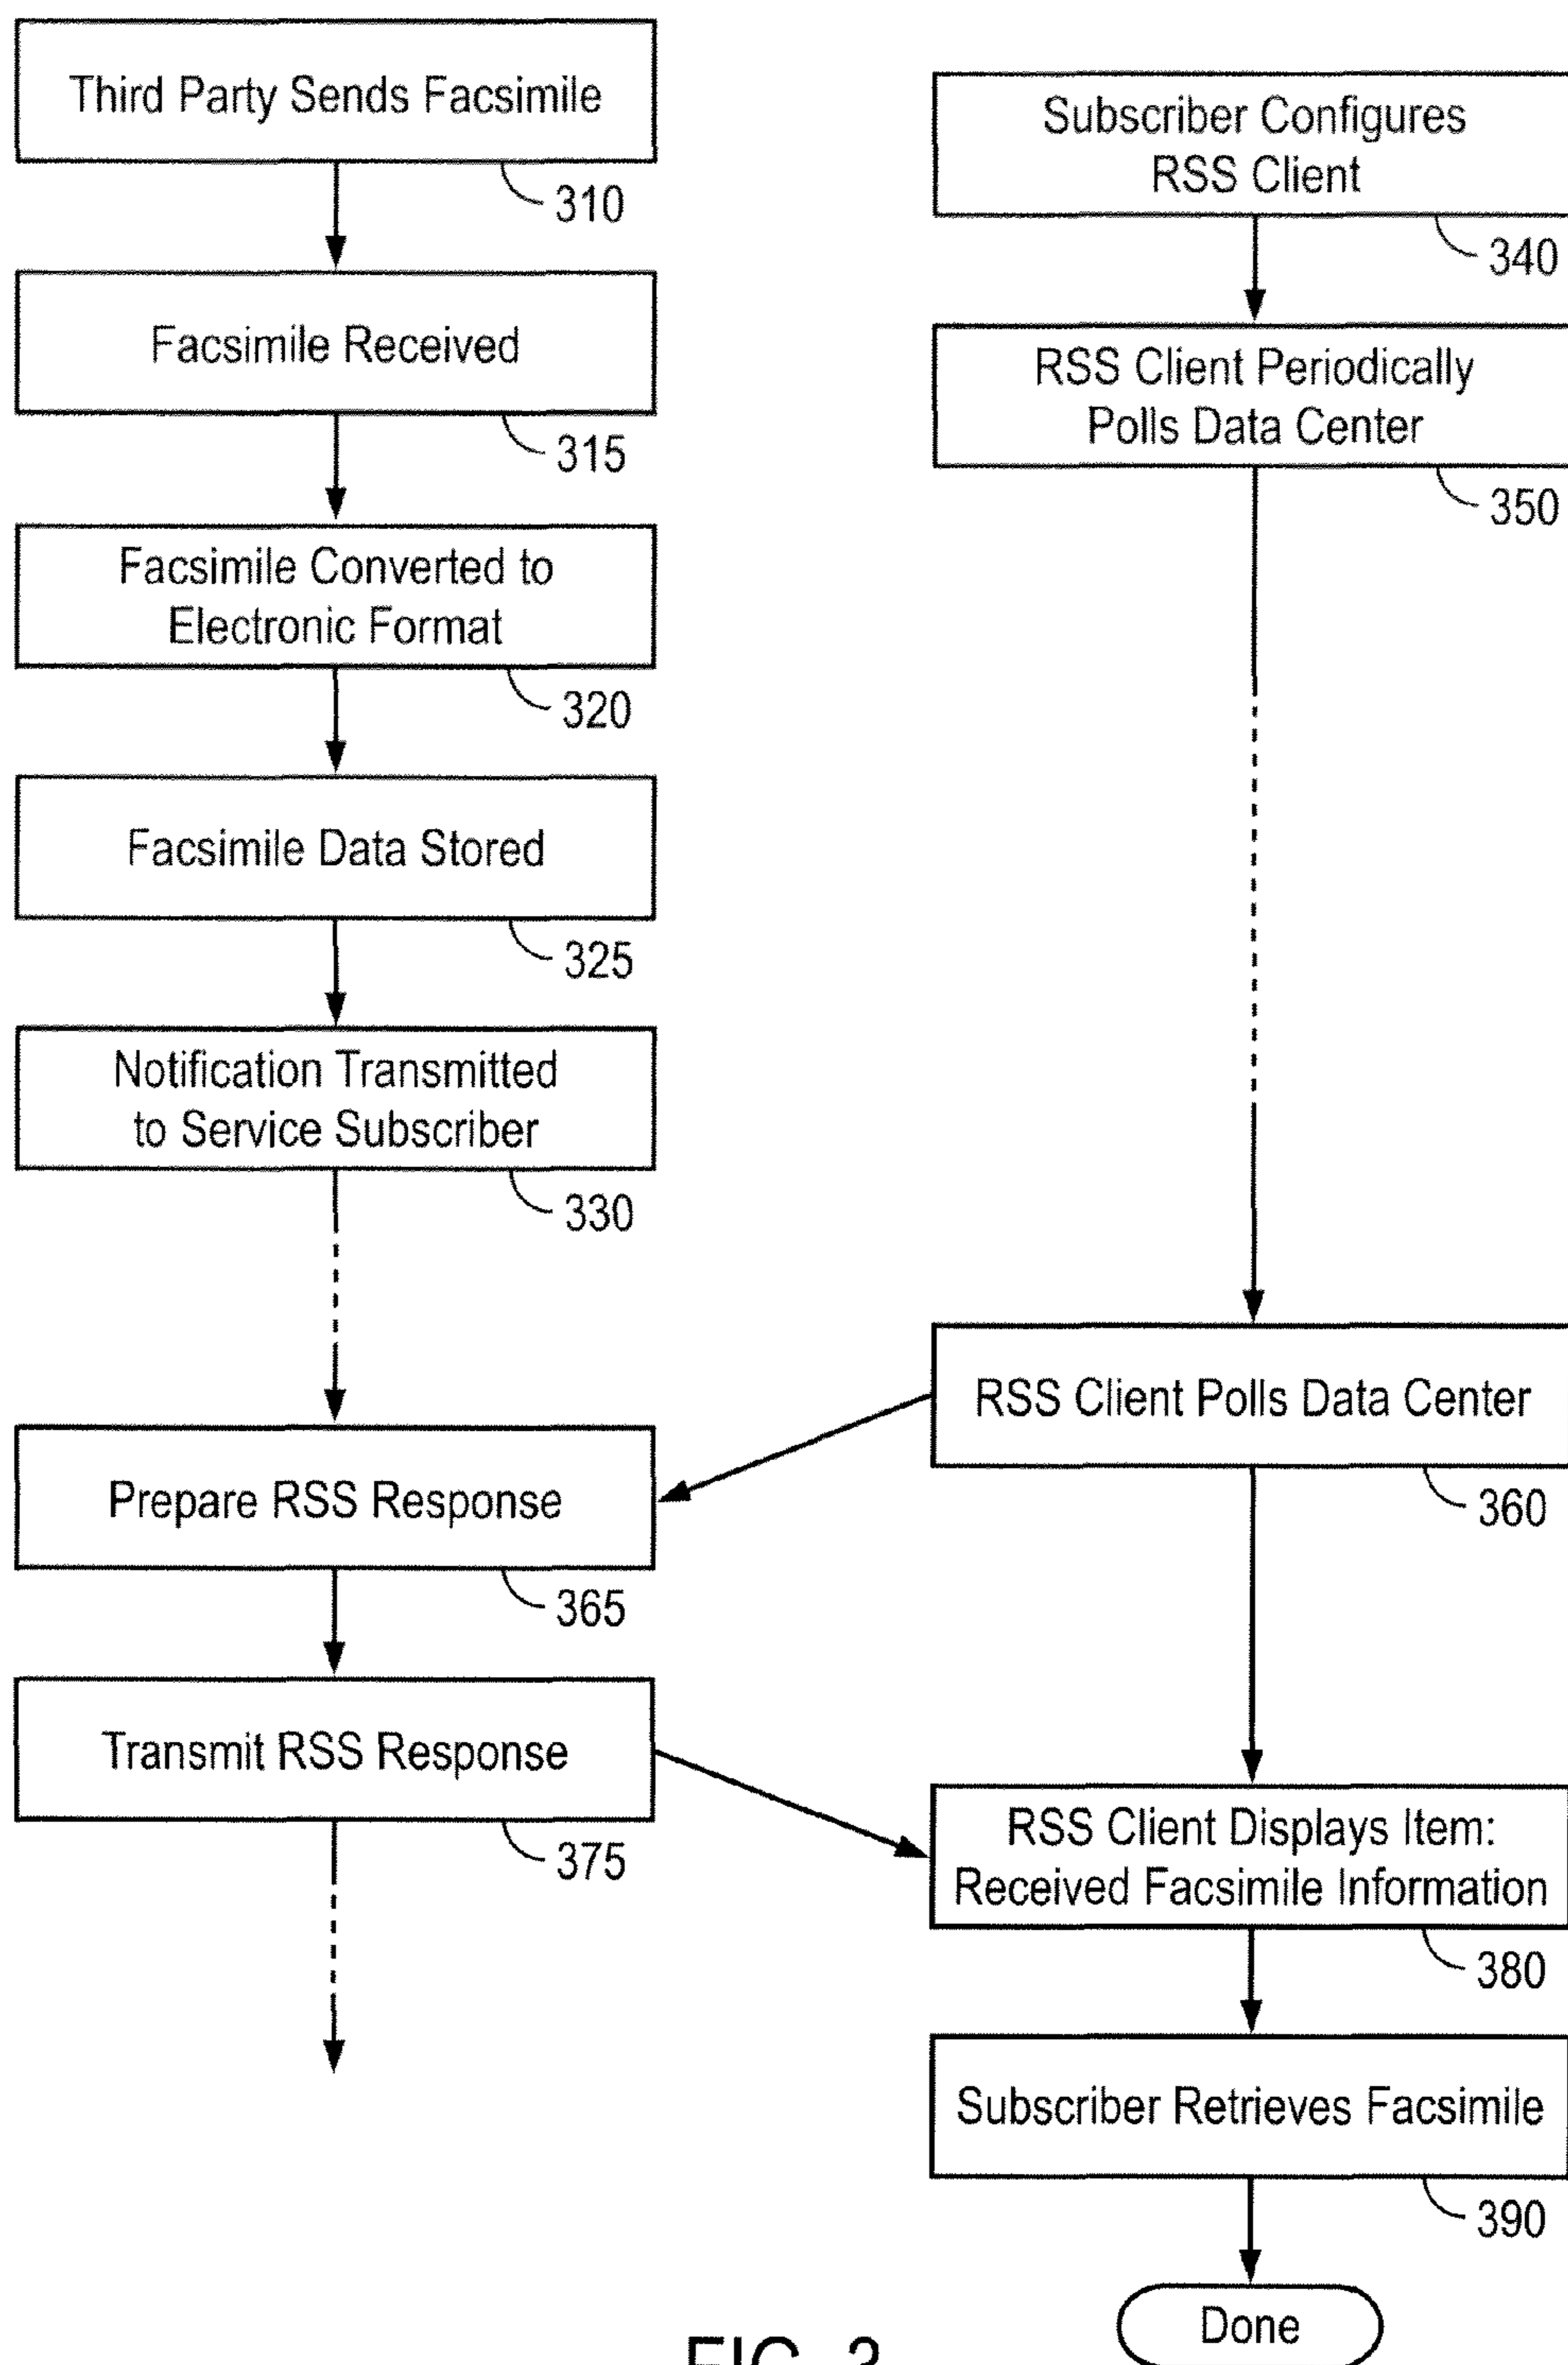 Third Party Sends Facsimile
310
Facsimile Received
315
Facsimile Converted to
Electronic Format
320
Facsimile Data Stored
325
Notification Transmitted
to Service Subscriber
330
Prepare RSS Response
365
Transmit RSS Response
375
Subscriber Configures
RSS Client
340
RSS Client Periodically
Polls Data Center
350
RSS Client Polls Data Center
360
RSS Client Displays Item:
Received Facsimile Information
380
Subscriber Retrieves Facsimile
390
Done
FIG. 3